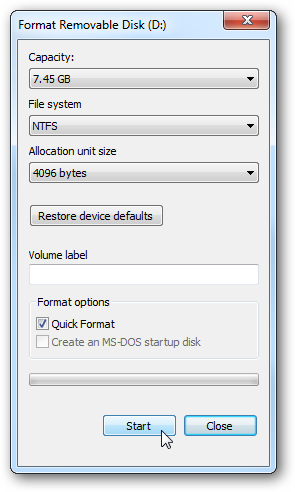 Format Removable Disk (D:)
Capacity:
7.45 GB
File system
NTFS
Allocation unit size
4096 bytes
Restore device defaults
Volume label
Format options
Quick Format
Create an MS-DOS startup disk
Start Close